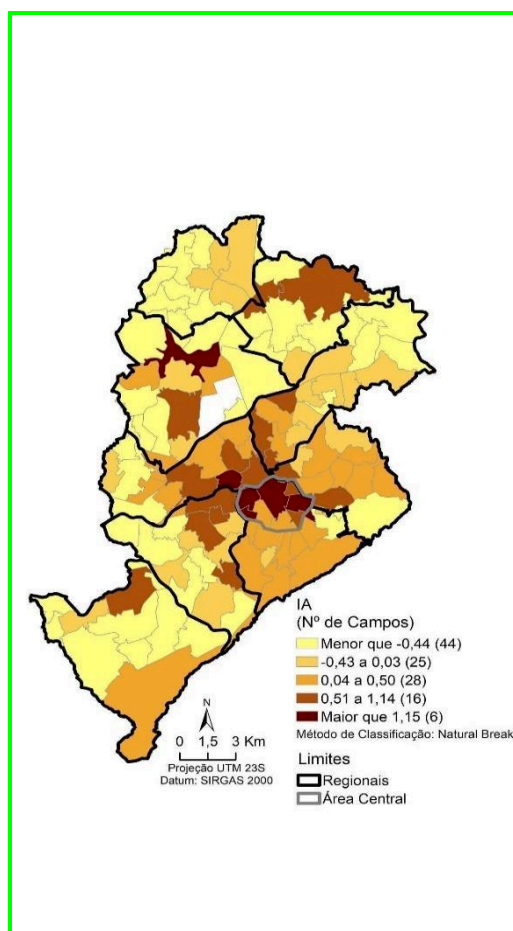 IA
(Nº de Campos)
Menor que -0,44 (44)
-0,43 a 0,03 (25)
0,04 a 0,50 (28)
0,51 a 1,14 (16)
Maior que 1,15 (6)
Método de Classificação: Natural Break
N
0 1,5 3 Km
Projeção UTM 23S
Datum: SIRGAS 2000
Limites
Regionais
Área Central